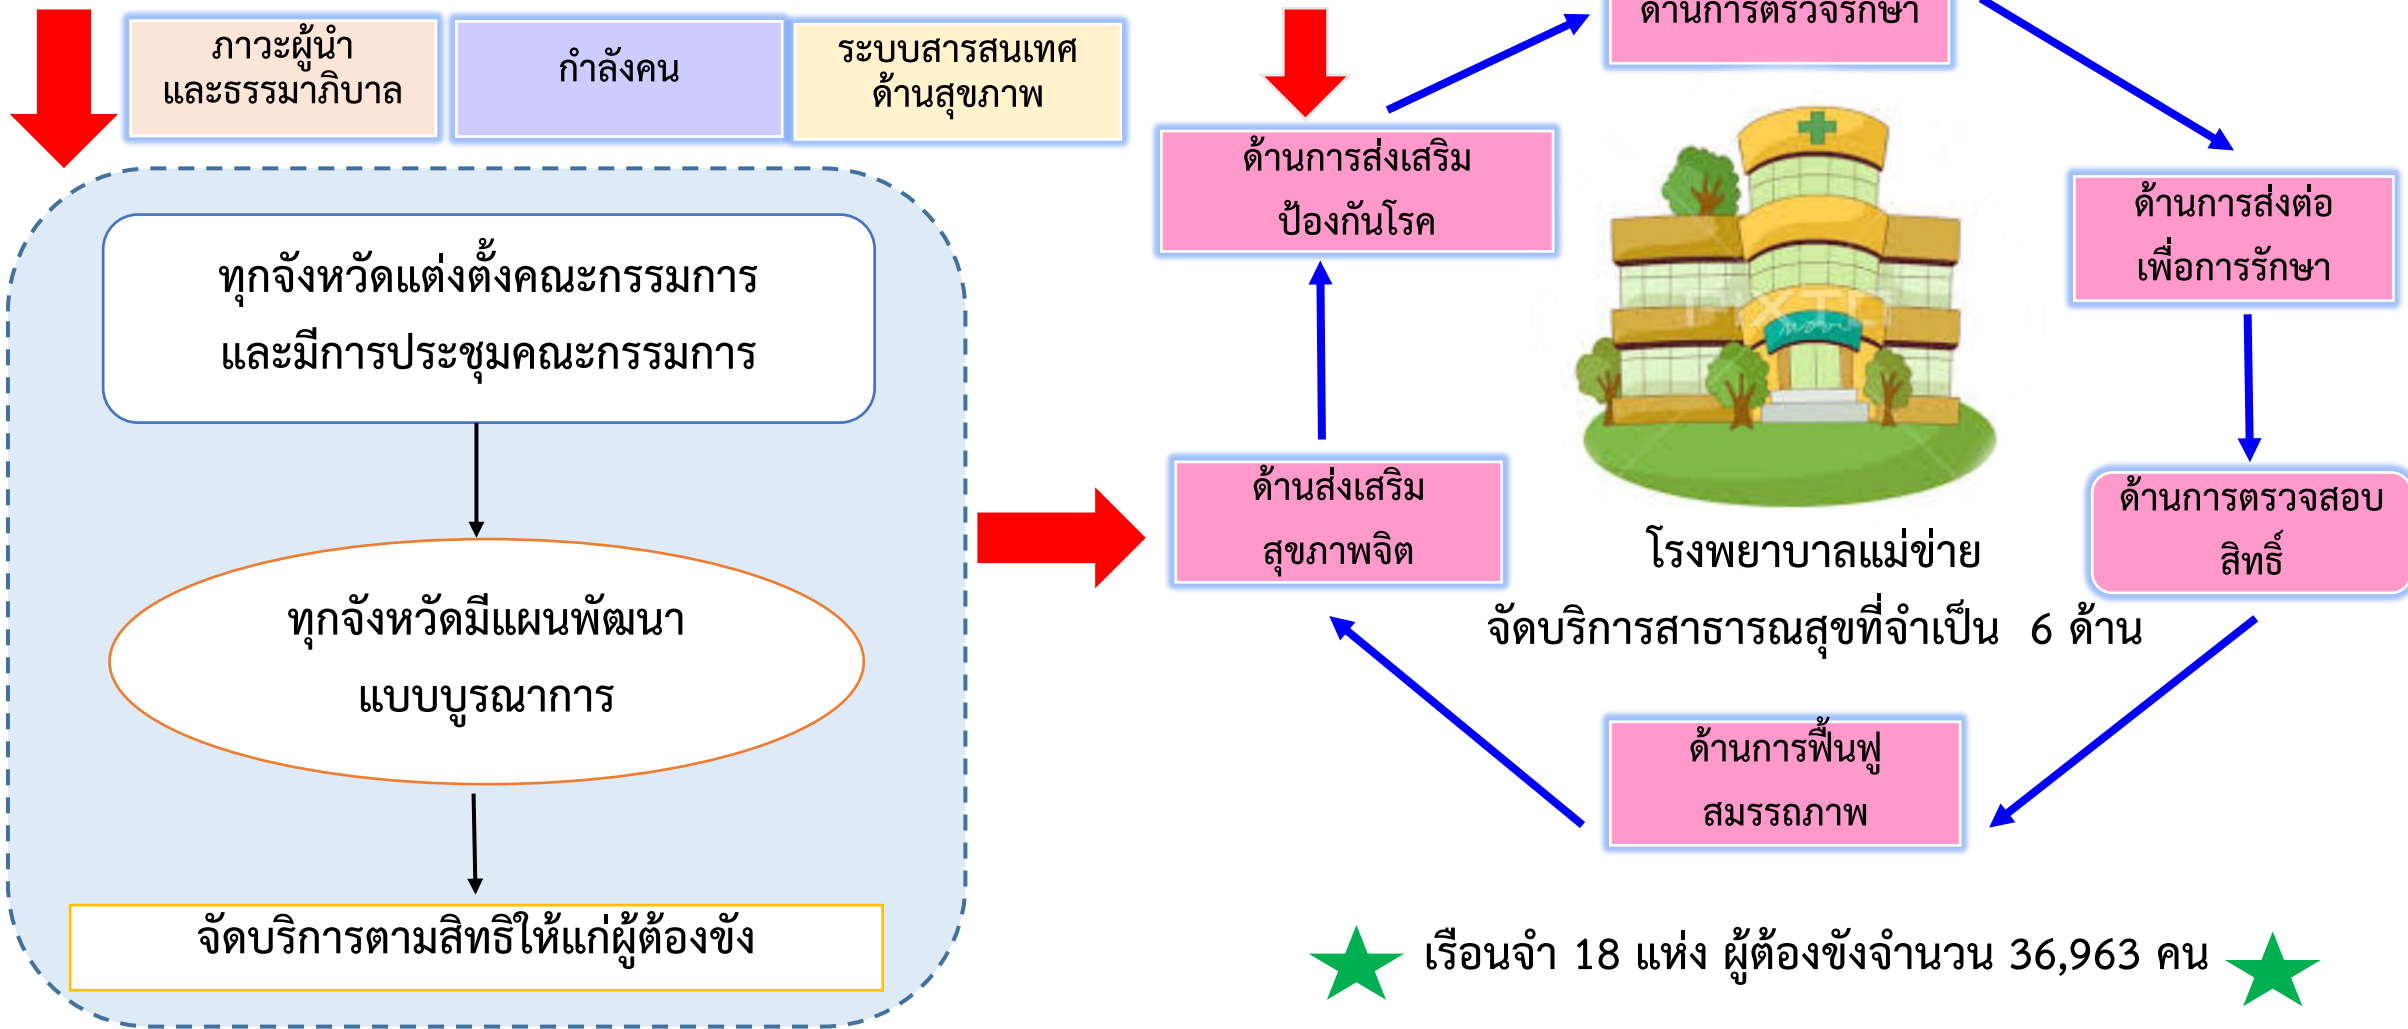 ภาวะผู้นำ
และธรรมาภิบาล
กำลังคน
ระบบสารสนเทศ
ด้านสุขภาพ
ทุกจังหวัดแต่งตั้งคณะกรรมการ
และมีการประชุมคณะกรรมการ
ทุกจังหวัดมีแผนพัฒนา
แบบบูรณาการ
จัดบริการตามสิทธิให้แก่ผู้ต้องขัง
ด้านการตรวจรักษา
ด้านการส่งเสริม
ป้องกันโรค
ด้านการส่งต่อ
เพื่อการรักษา
ด้านส่งเสริม
สุขภาพจิต
ด้านการตรวจสอบ
สิทธิ์
โรงพยาบาลแม่ข่าย
จัดบริการสาธารณสุขที่จำเป็น 6 ด้าน
ด้านการฟื้นฟู
สมรรถภาพ
เรือนจำ 18 แห่ง ผู้ต้องขังจำนวน 36,963 คน